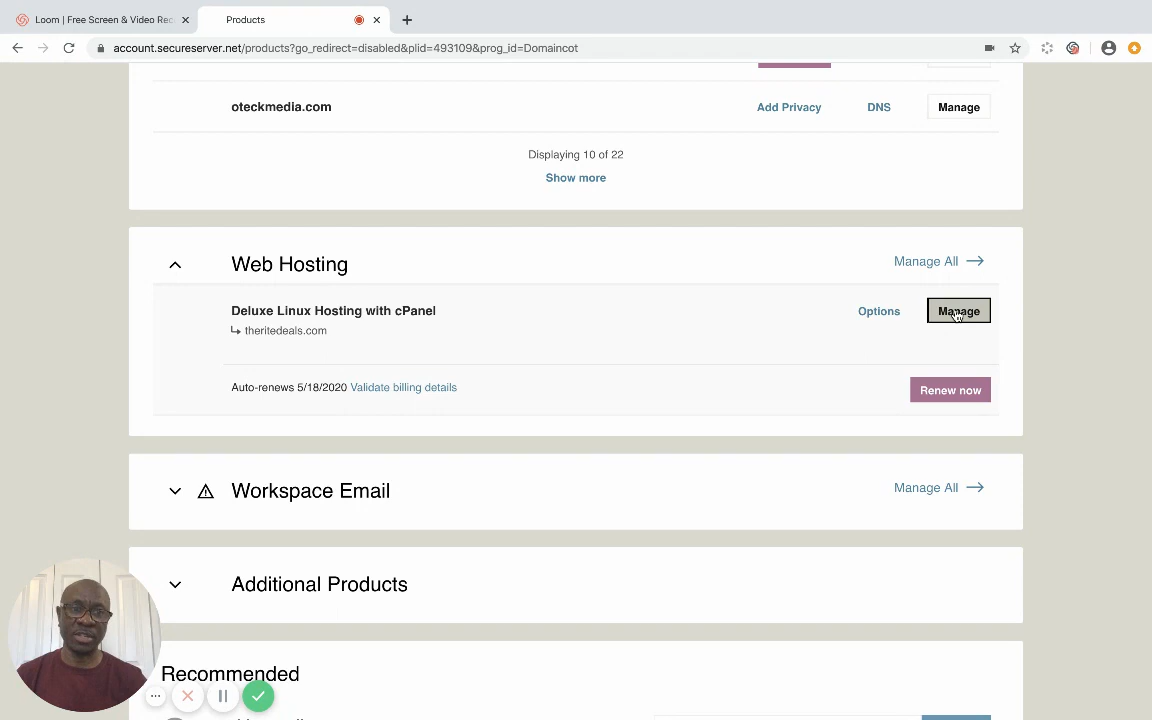 Loom | Free Screen & Video Rec
Products
account.secureserver.net/products?go_redirect=disabled&plid=493109&prog_id=Domaincot
oteckmedia.com
Add Privacy
DNS
Manage
Displaying 10 of 22
Show more
Web Hosting
Manage All
Deluxe Linux Hosting with cPanel
Options
Manage
theritedeals.com
Auto-renews 5/18/2020 Validate billing details
Renew now
Workspace Email
Manage All
Additional Products
Recommended